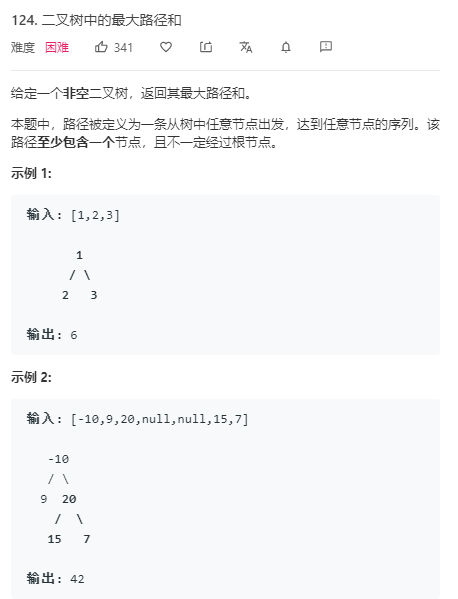 124. 二叉树中的最大路径和
难度 困难 341
给定一个非空二叉树，返回其最大路径和。
本题中，路径被定义为一条从树中任意节点出发，达到任意节点的序列。该
路径至少包含一个节点，且不一定经过根节点。
示例 1:
输入: [1,2,3]
1
/ \
2 3
输出: 6
示例 2:
输入: [-10,9,20,null,null,15,7]
-10
/ \
9 20
/ \
15 7
输出: 42